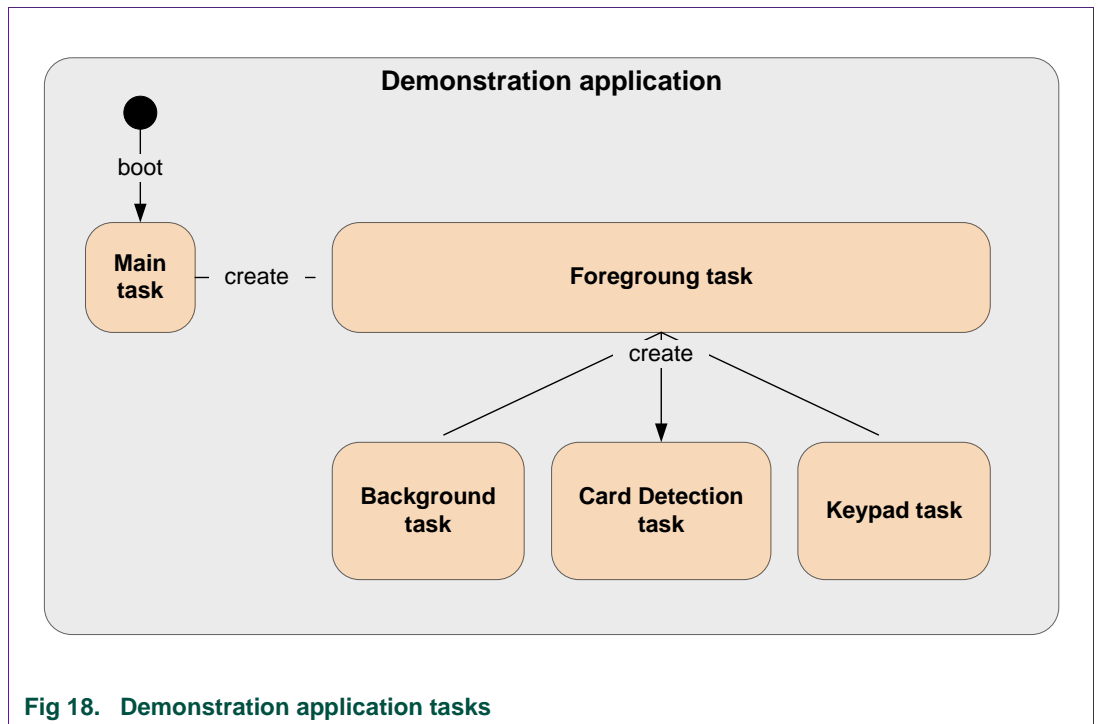 Demonstration application
boot
Main
task
create
Foregroung task
create
Background
task
Card Detection
task
Keypad task
Fig 18. Demonstration application tasks